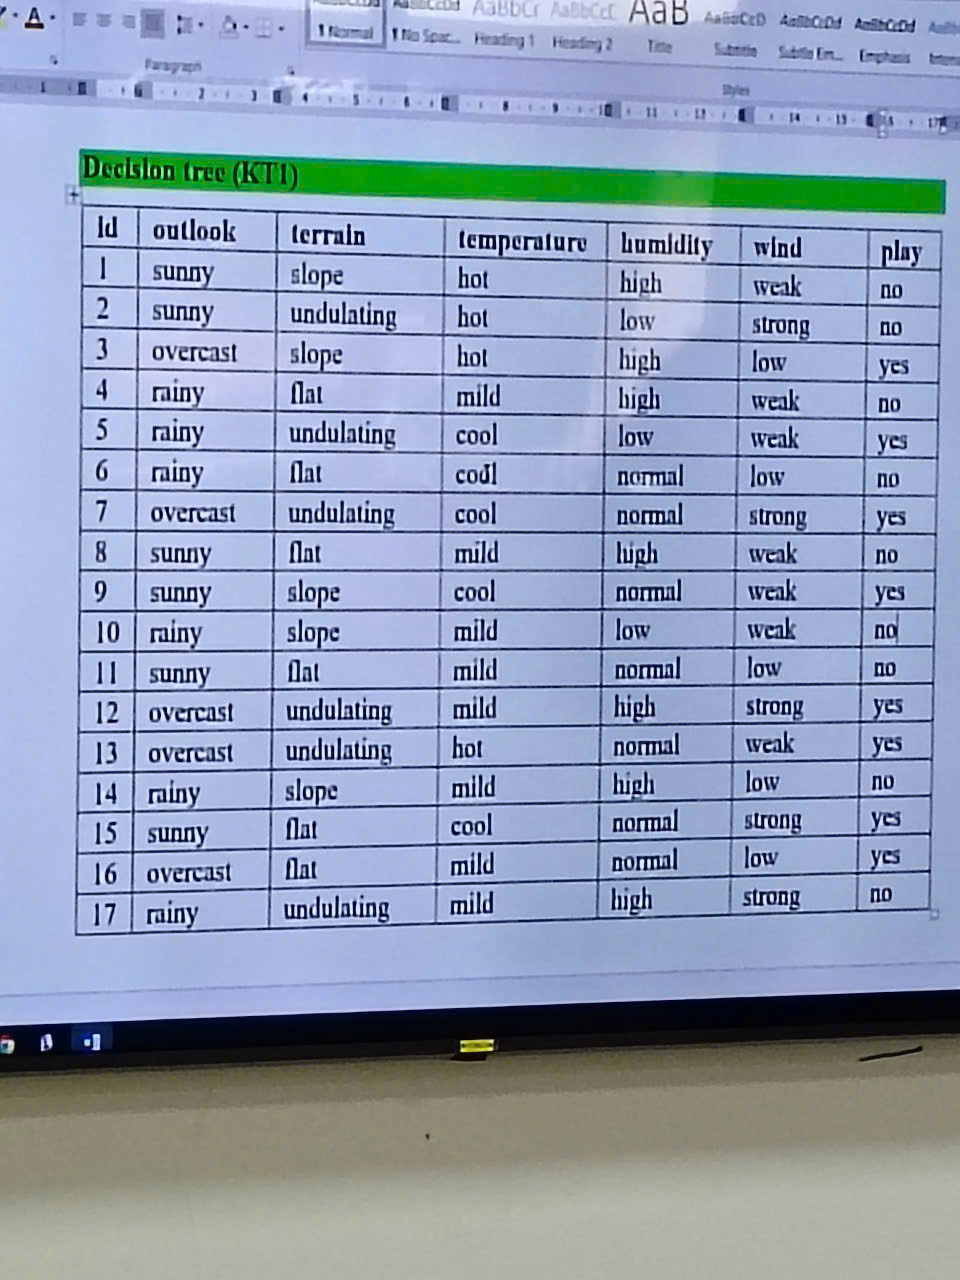 AaBbCcDd AaBbCcDd AaBbCc AaBbCcC AaB AaBbCcD AaBbCcDd AaBbCcDd
¶ Normal ¶ No Spac... Heading 1 Heading 2 Title Subtitle Subtle Em... Emphasis
Paragraph Styles
Decision tree (KT1)
Id outlook terrain temperature humidity wind play
1 sunny slope hot high weak no
2 sunny undulating hot low strong no
3 overcast slope hot high low yes
4 rainy flat mild high weak no
5 rainy undulating cool low weak yes
6 rainy flat cool normal low no
7 overcast undulating cool normal strong yes
8 sunny flat mild high weak no
9 sunny slope cool normal weak yes
10 rainy slope mild low weak no
11 sunny flat mild normal low no
12 overcast undulating mild high strong yes
13 overcast undulating hot normal weak yes
14 rainy slope mild high low no
15 sunny flat cool normal strong yes
16 overcast flat mild normal low yes
17 rainy undulating mild high strong no